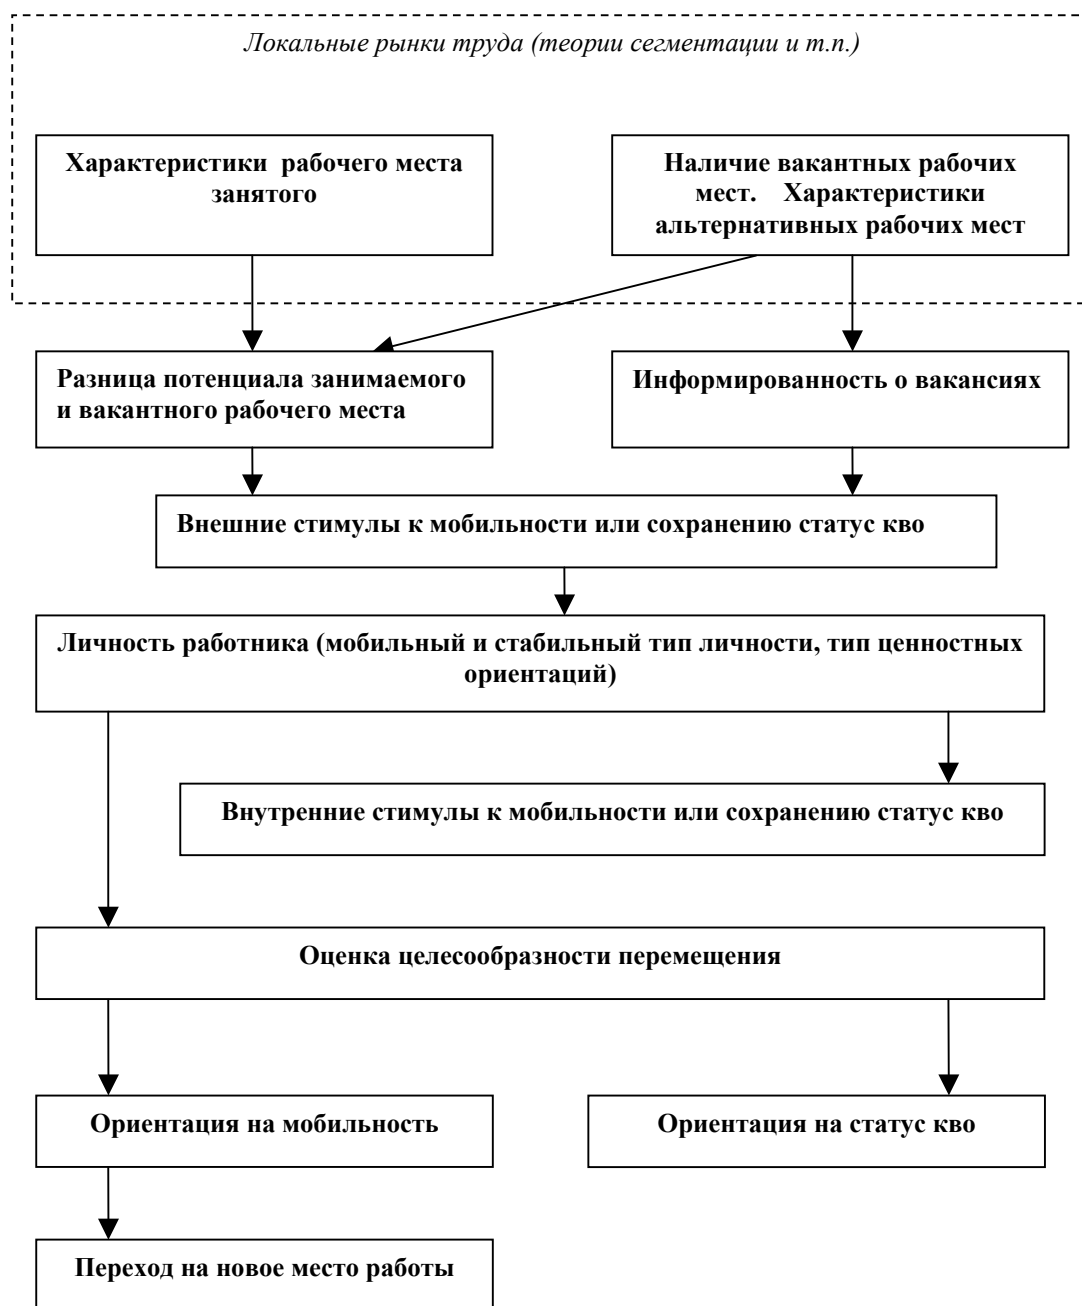 Локальные рынки труда (теории сегментации и т.п.)
Характеристики рабочего места
занятого
Наличие вакантных рабочих
мест. Характеристики
альтернативных рабочих мест
Разница потенциала занимаемого
и вакантного рабочего места
Информированность о вакансиях
Внешние стимулы к мобильности или сохранению статус кво
Личность работника (мобильный и стабильный тип личности, тип ценностных
ориентаций)
Внутренние стимулы к мобильности или сохранению статус кво
Оценка целесообразности перемещения
Ориентация на мобильность
Ориентация на статус кво
Переход на новое место работы